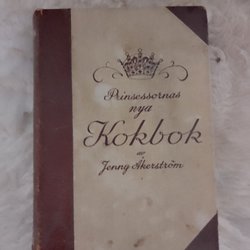 Prinsessornas
nya
Kokbok
av
Jenny Åkerström